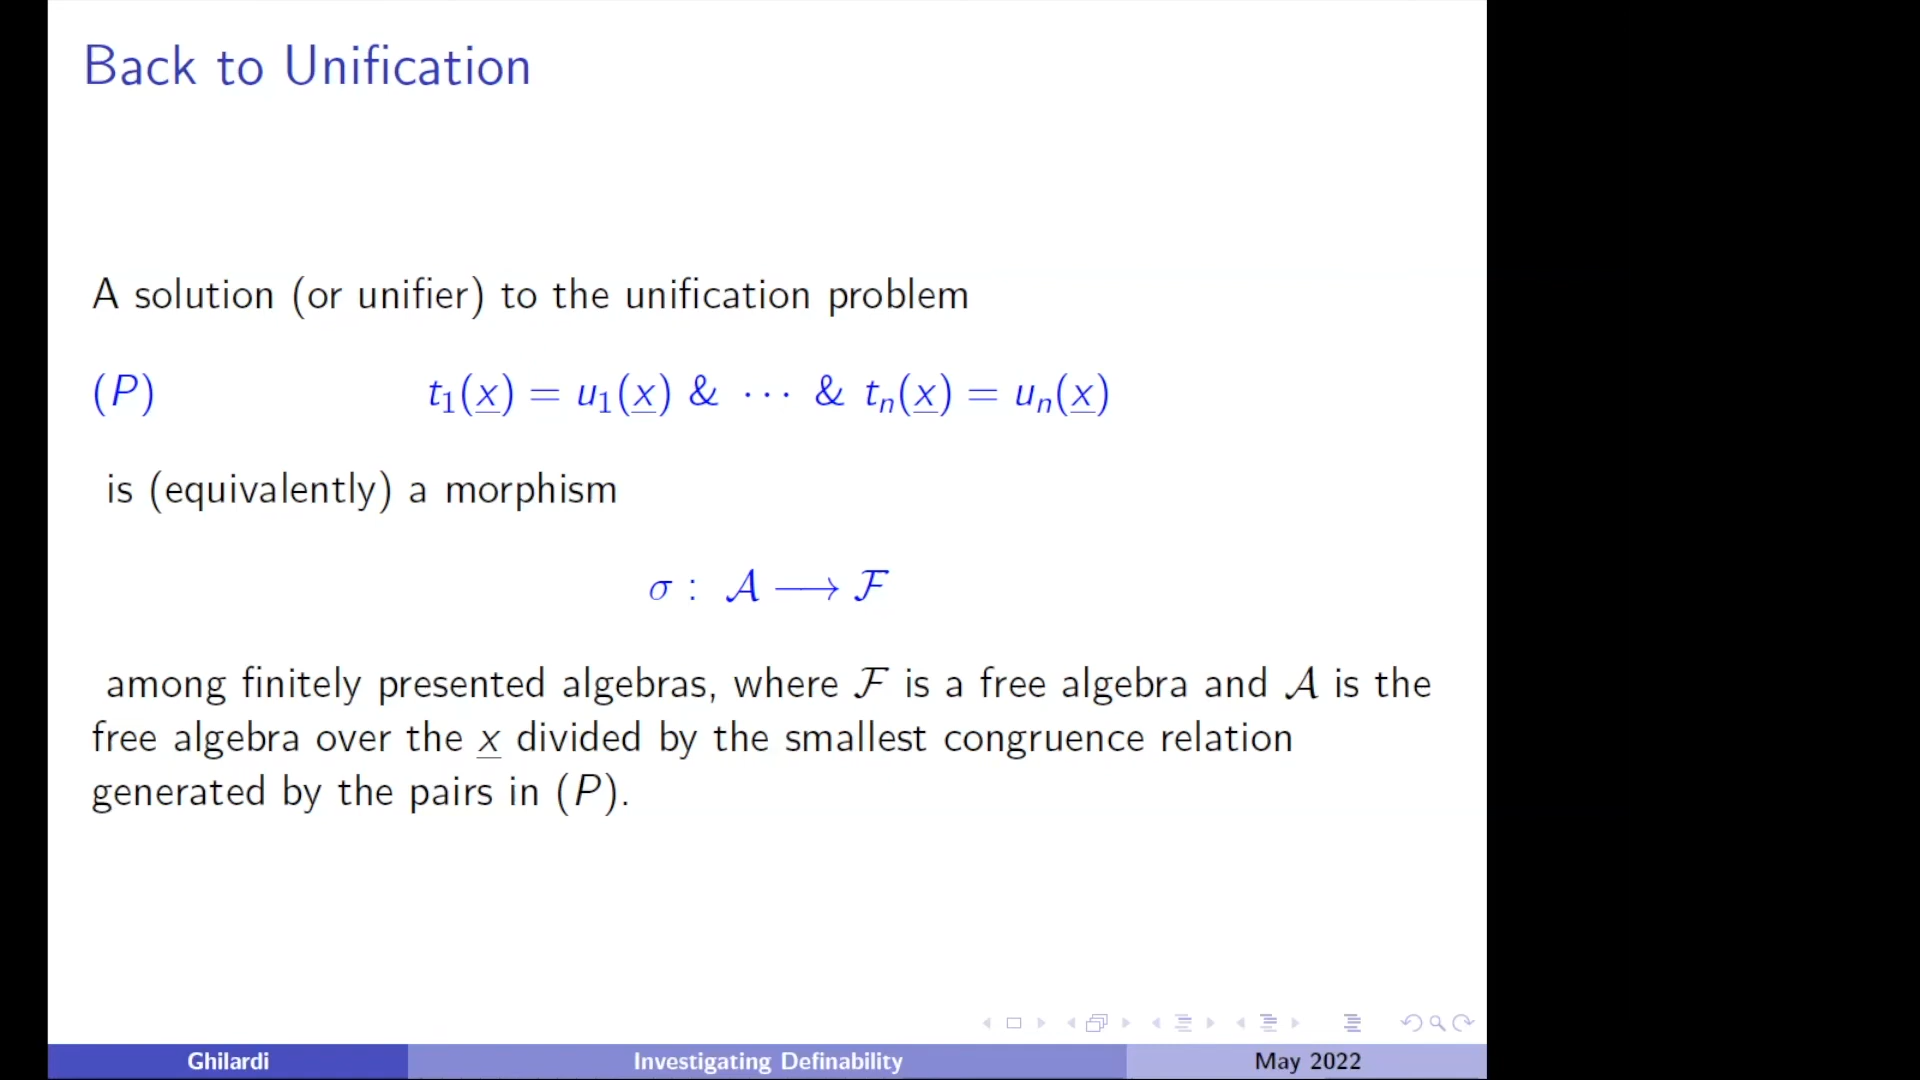 Back to Unification
A solution (or unifier) to the unification problem
(P) t₁(x) = u₁(x) & ⋯ & tₙ(x) = uₙ(x)
is (equivalently) a morphism
σ : 𝒜 ⟶ ℱ
among finitely presented algebras, where ℱ is a free algebra and 𝒜 is the
free algebra over the x divided by the smallest congruence relation
generated by the pairs in (P).
Ghilardi
Investigating Definability
May 2022